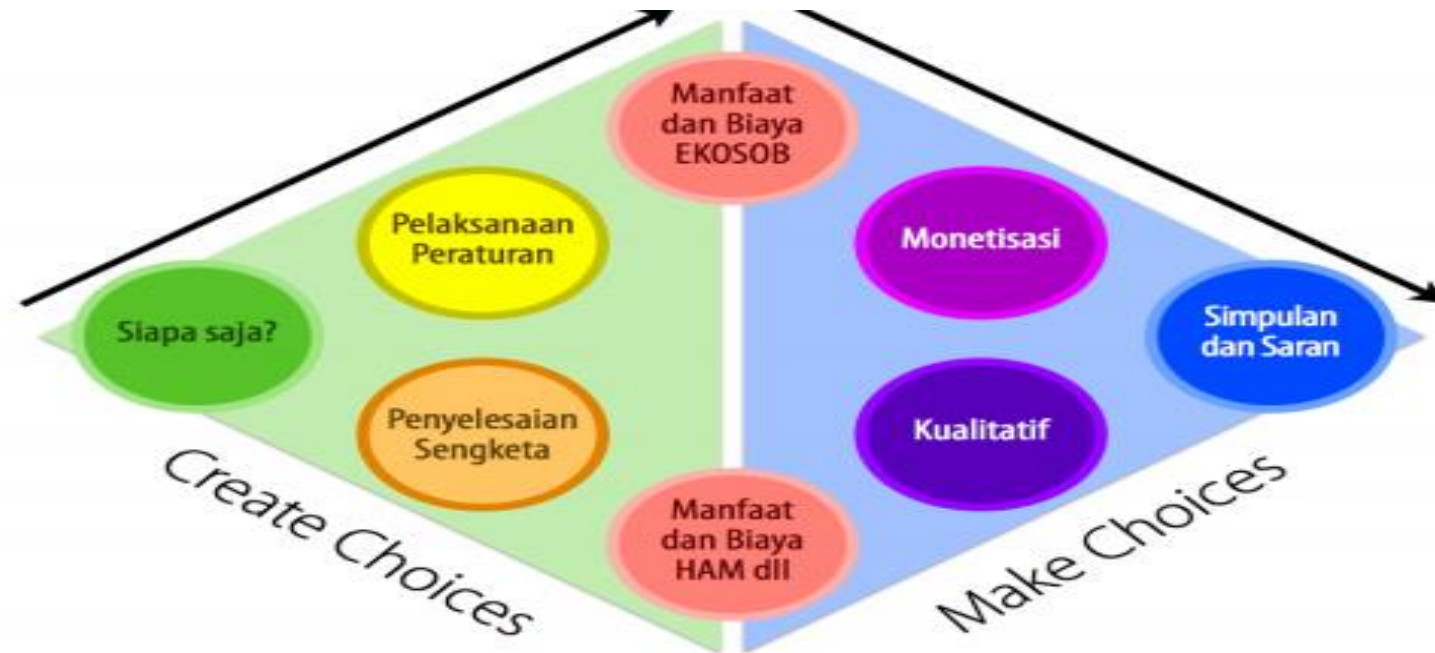 Manfaat
dan Biaya
EKOSOB
Pelaksanaan
Peraturan
Monetisasi
Siapa saja?
Simpulan
dan Saran
Penyelesaian
Sengketa
Kualitatif
Manfaat
dan Biaya
HAM dll
Create Choices
Make Choices